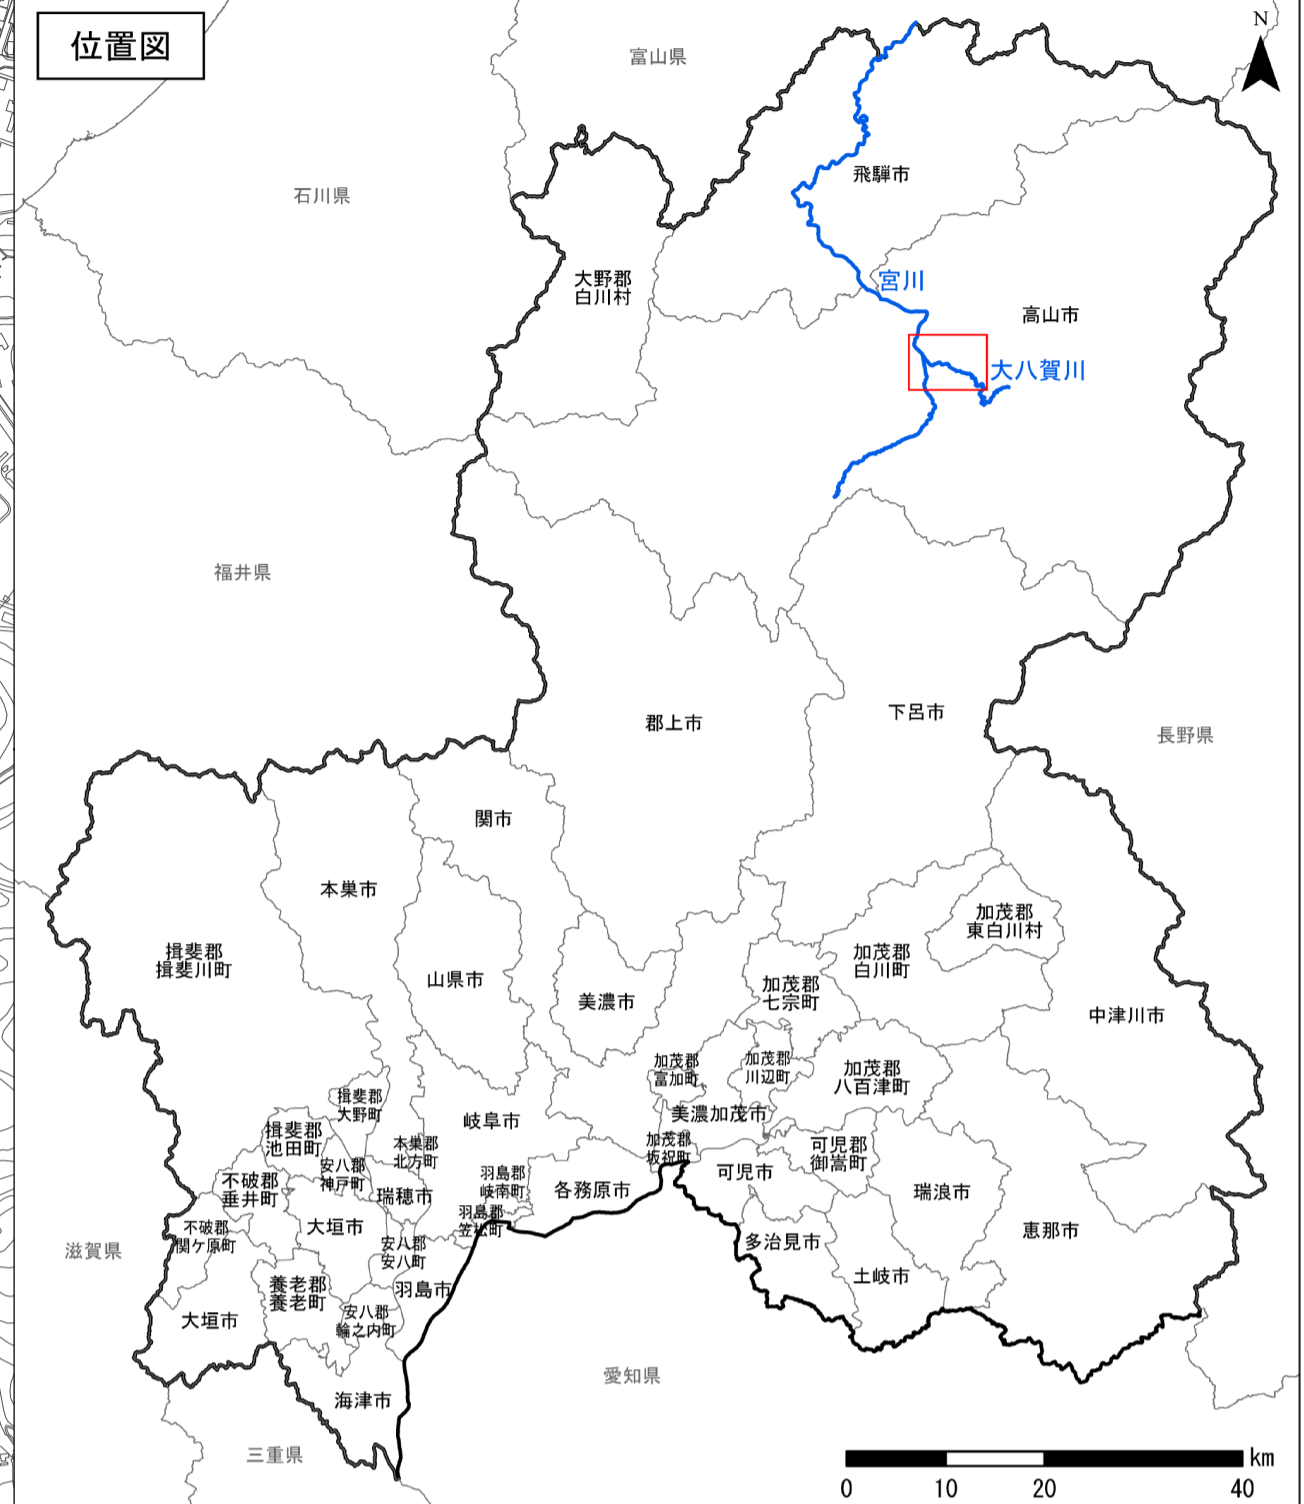 位置図
N
富山県
飛騨市
石川県
大野郡
白川村
宮川
高山市
大八賀川
福井県
郡上市
下呂市
長野県
関市
本巣市
加茂郡
東白川村
揖斐郡
揖斐川町
加茂郡
白川町
山県市
加茂郡
七宗町
美濃市
中津川市
加茂郡
富加町
加茂郡
川辺町
加茂郡
八百津町
揖斐郡
大野町
岐阜市
美濃加茂市
揖斐郡
池田町
本巣郡
北方町
加茂郡
坂祝町
可児郡
御嵩町
安八郡
神戸町
可児市
不破郡
垂井町
瑞穂市
羽島郡
岐南町
各務原市
瑞浪市
大垣市
羽島郡
笠松町
恵那市
不破郡
関ケ原町
滋賀県
安八郡
安八町
多治見市
土岐市
養老郡
養老町
羽島市
大垣市
安八郡
輪之内町
愛知県
海津市
三重県
km
0 10 20 40